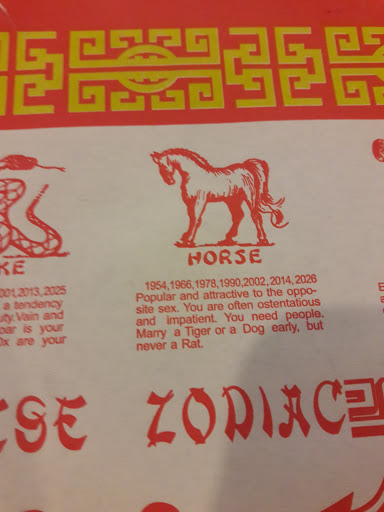 KE
HORSE
001,2013,2025
a tendency
uty.Vain and
oar is your
Ox are your
1954,1966,1978,1990,2002,2014,2026
Popular and attractive to the oppo-
site sex. You are often ostentatious
and impatient. You need people.
Marry a Tiger or a Dog early, but
never a Rat.
ESE ZODIAC